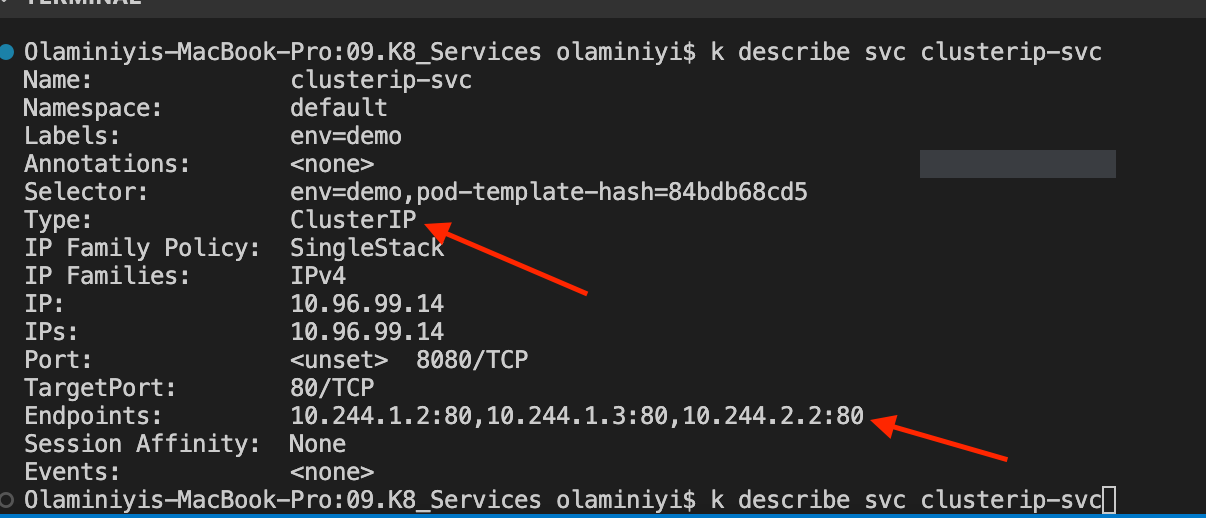 TERMINAL
Olaminiyis-MacBook-Pro:09.K8_Services olaminiyi$ k describe svc clusterip-svc
Name:              clusterip-svc
Namespace:         default
Labels:            env=demo
Annotations:       <none>
Selector:          env=demo,pod-template-hash=84bdb68cd5
Type:              ClusterIP
IP Family Policy:  SingleStack
IP Families:       IPv4
IP:                10.96.99.14
IPs:               10.96.99.14
Port:              <unset>  8080/TCP
TargetPort:        80/TCP
Endpoints:         10.244.1.2:80,10.244.1.3:80,10.244.2.2:80
Session Affinity:  None
Events:            <none>
Olaminiyis-MacBook-Pro:09.K8_Services olaminiyi$ k describe svc clusterip-svc